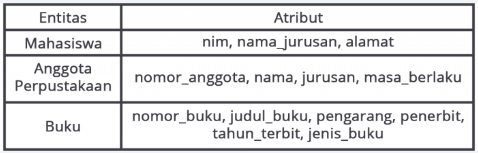 Entitas Atribut
Mahasiswa nim, nama_jurusan, alamat
Anggota
Perpustakaan nomor_anggota, nama, jurusan, masa_berlaku
Buku nomor_buku, judul_buku, pengarang, penerbit,
tahun_terbit, jenis_buku